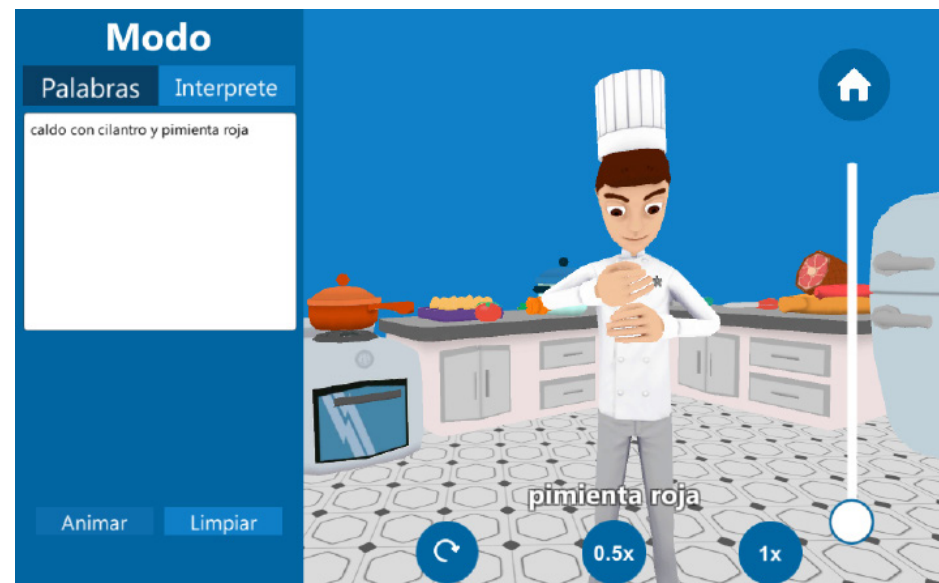 Modo
Palabras
Interprete
caldo con cilantro y pimienta roja
Animar
Limpiar
pimienta roja
0.5x
1x